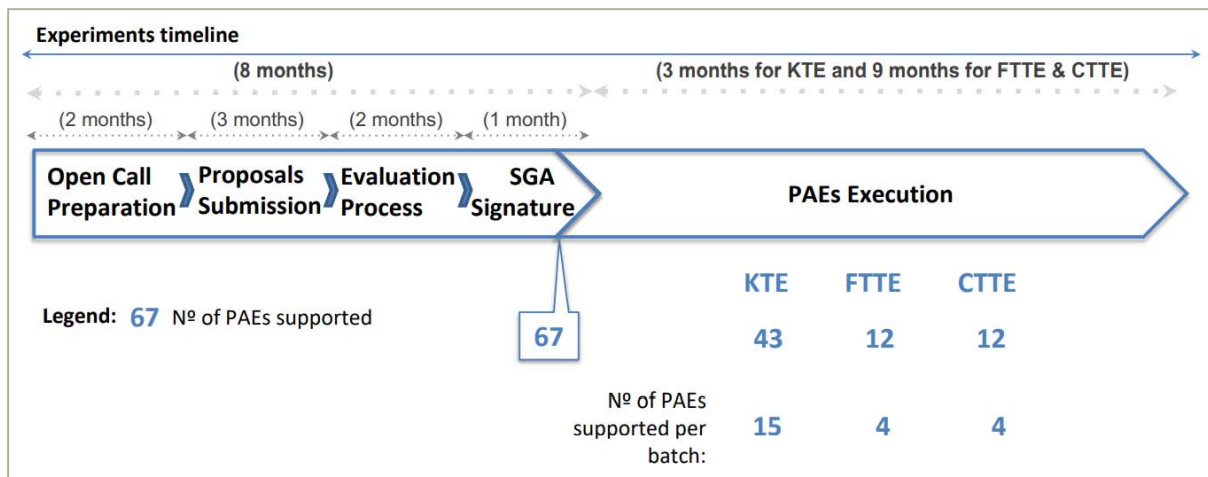 Experiments timeline
(8 months) (3 months for KTE and 9 months for FTTE & CTTE)
(2 months) (3 months) (2 months) (1 month)
Open Call
Preparation
Proposals
Submission
Evaluation
Process
SGA
Signature
PAEs Execution
Legend: 67 Nº of PAEs supported
67
KTE FTTE CTTE
43 12 12
Nº of PAEs
supported per
batch:
15 4 4